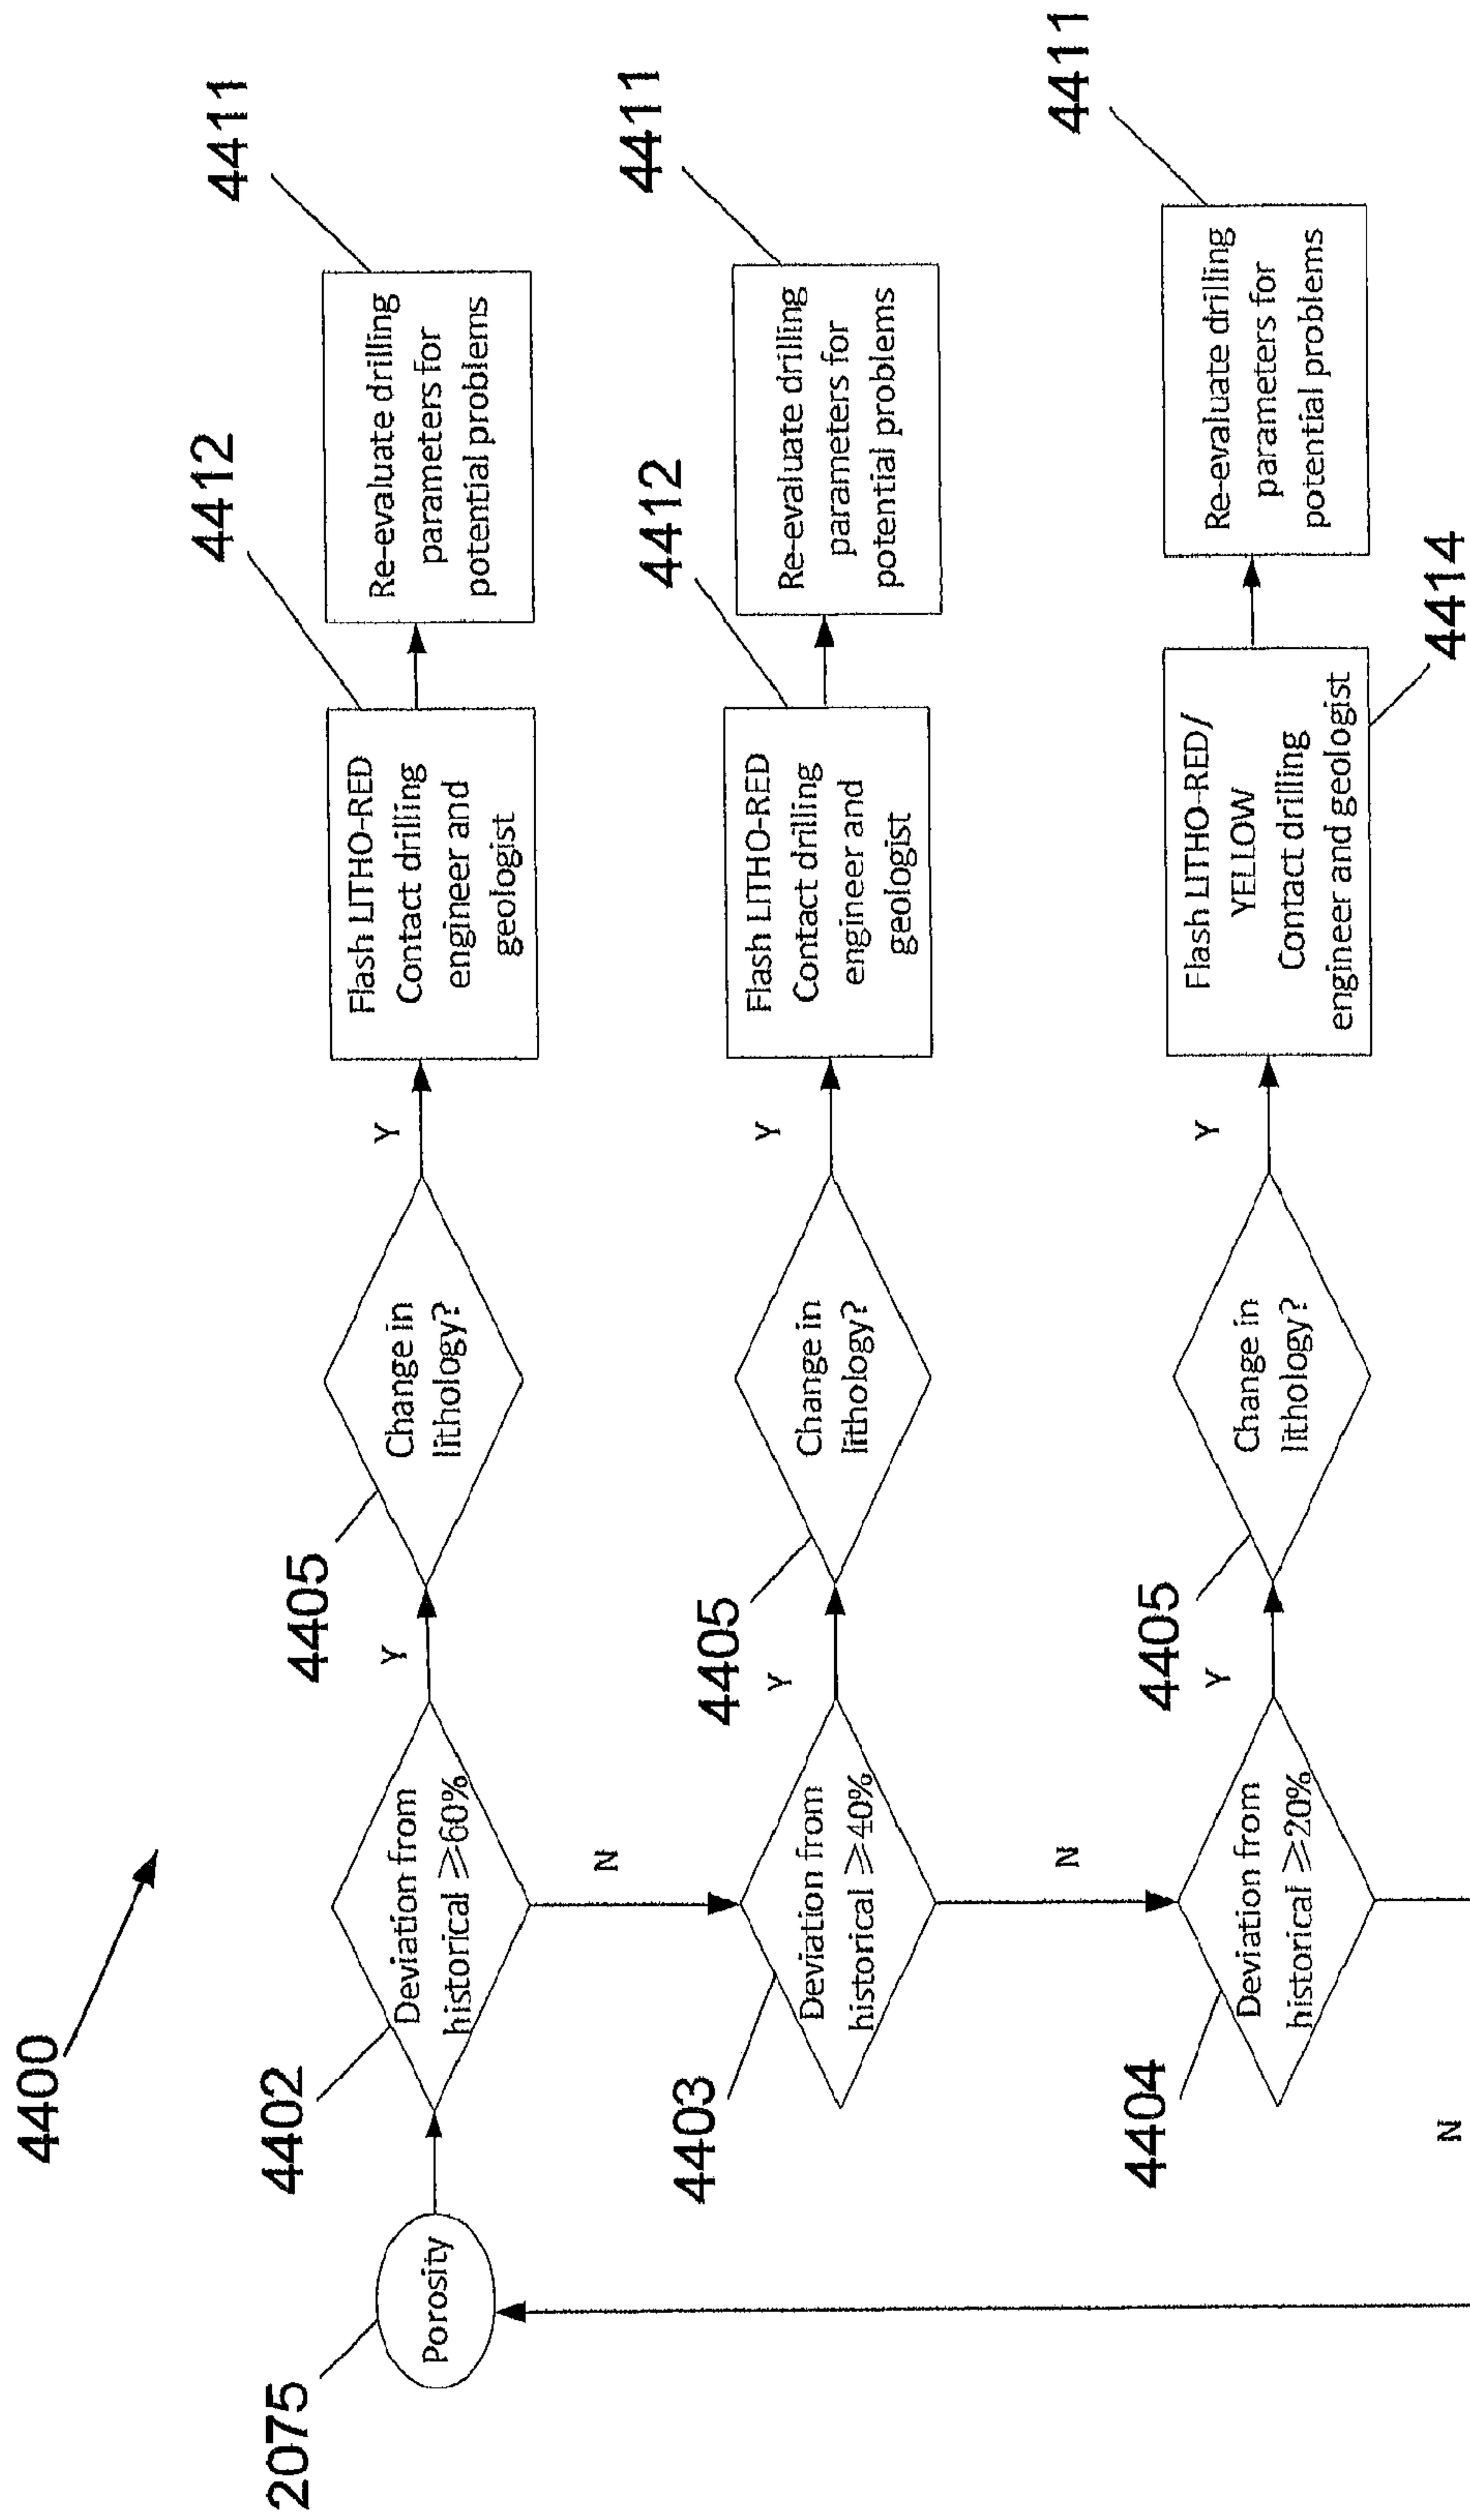 4400
2075
Porosity
4402
Deviation from
historical ≥60%
Y
4405
Change in
lithology?
Y
4412
Flash LITHO-RED
Contact drilling
engineer and
geologist
4411
Re-evaluate drilling
parameters for
potential problems
N
4403
Deviation from
historical ≥40%
Y
4405
Change in
lithology?
Y
4412
Flash LITHO-RED
Contact drilling
engineer and
geologist
4411
Re-evaluate drilling
parameters for
potential problems
N
4404
Deviation from
historical ≥20%
Y
4405
Change in
lithology?
Y
Flash LITHO-RED/
YELLOW
Contact drilling
engineer and geologist
4414
4411
Re-evaluate drilling
parameters for
potential problems
N